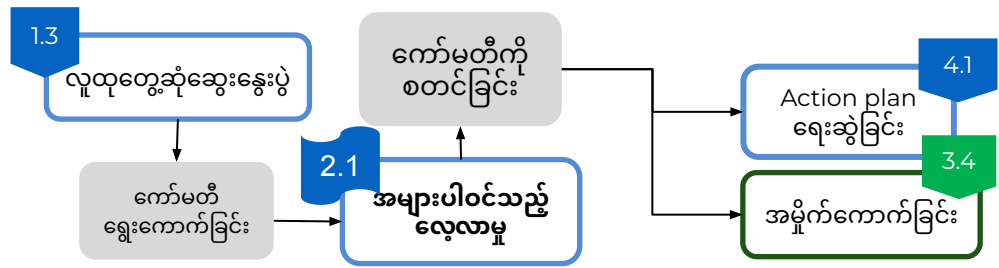 1.3
လူထုတွေ့ဆုံဆွေးနွေးပွဲ
ကော်မတီ
ရွေးကောက်ခြင်း
2.1
အများပါဝင်သည့်
လေ့လာမှု
ကော်မတီကို
စတင်ခြင်း
4.1
Action plan
ရေးဆွဲခြင်း
3.4
အမှိုက်ကောက်ခြင်း